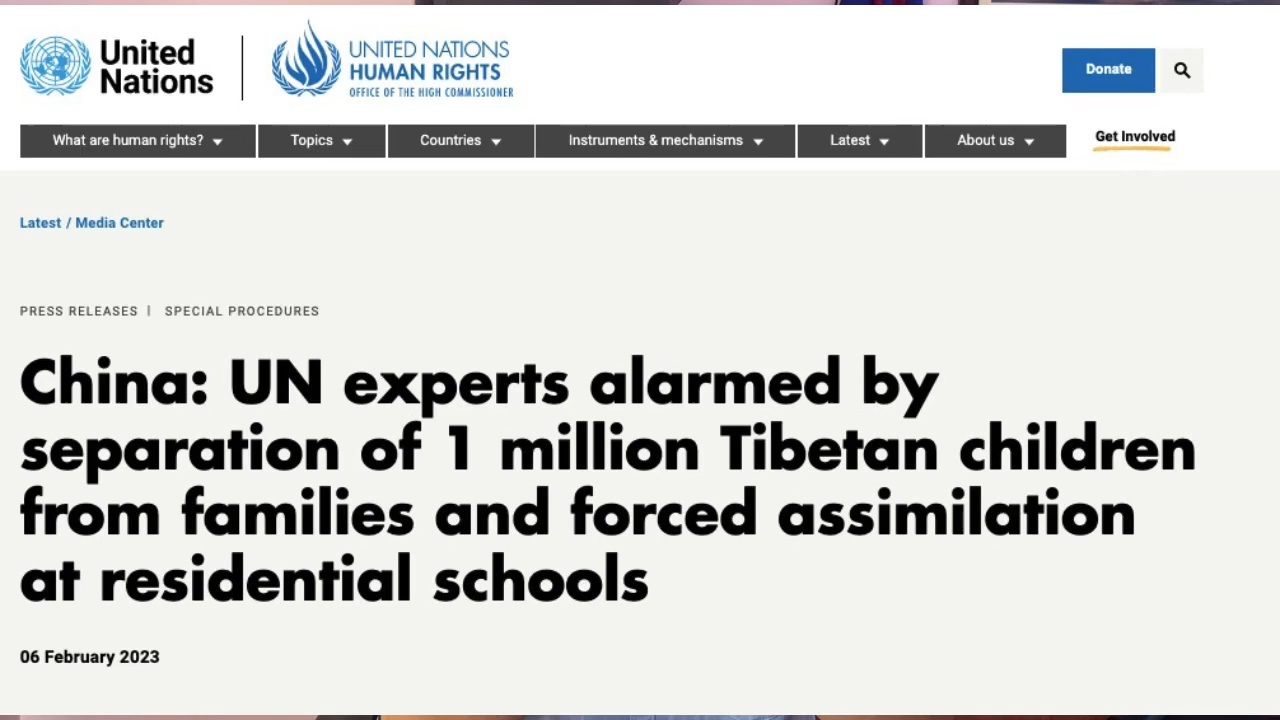 United
Nations
UNITED NATIONS
HUMAN RIGHTS
OFFICE OF THE HIGH COMMISSIONER
Donate
What are human rights?
Topics
Countries
Instruments & mechanisms
Latest
About us
Get Involved
Latest / Media Center
PRESS RELEASES | SPECIAL PROCEDURES
China: UN experts alarmed by
separation of 1 million Tibetan children
from families and forced assimilation
at residential schools
06 February 2023